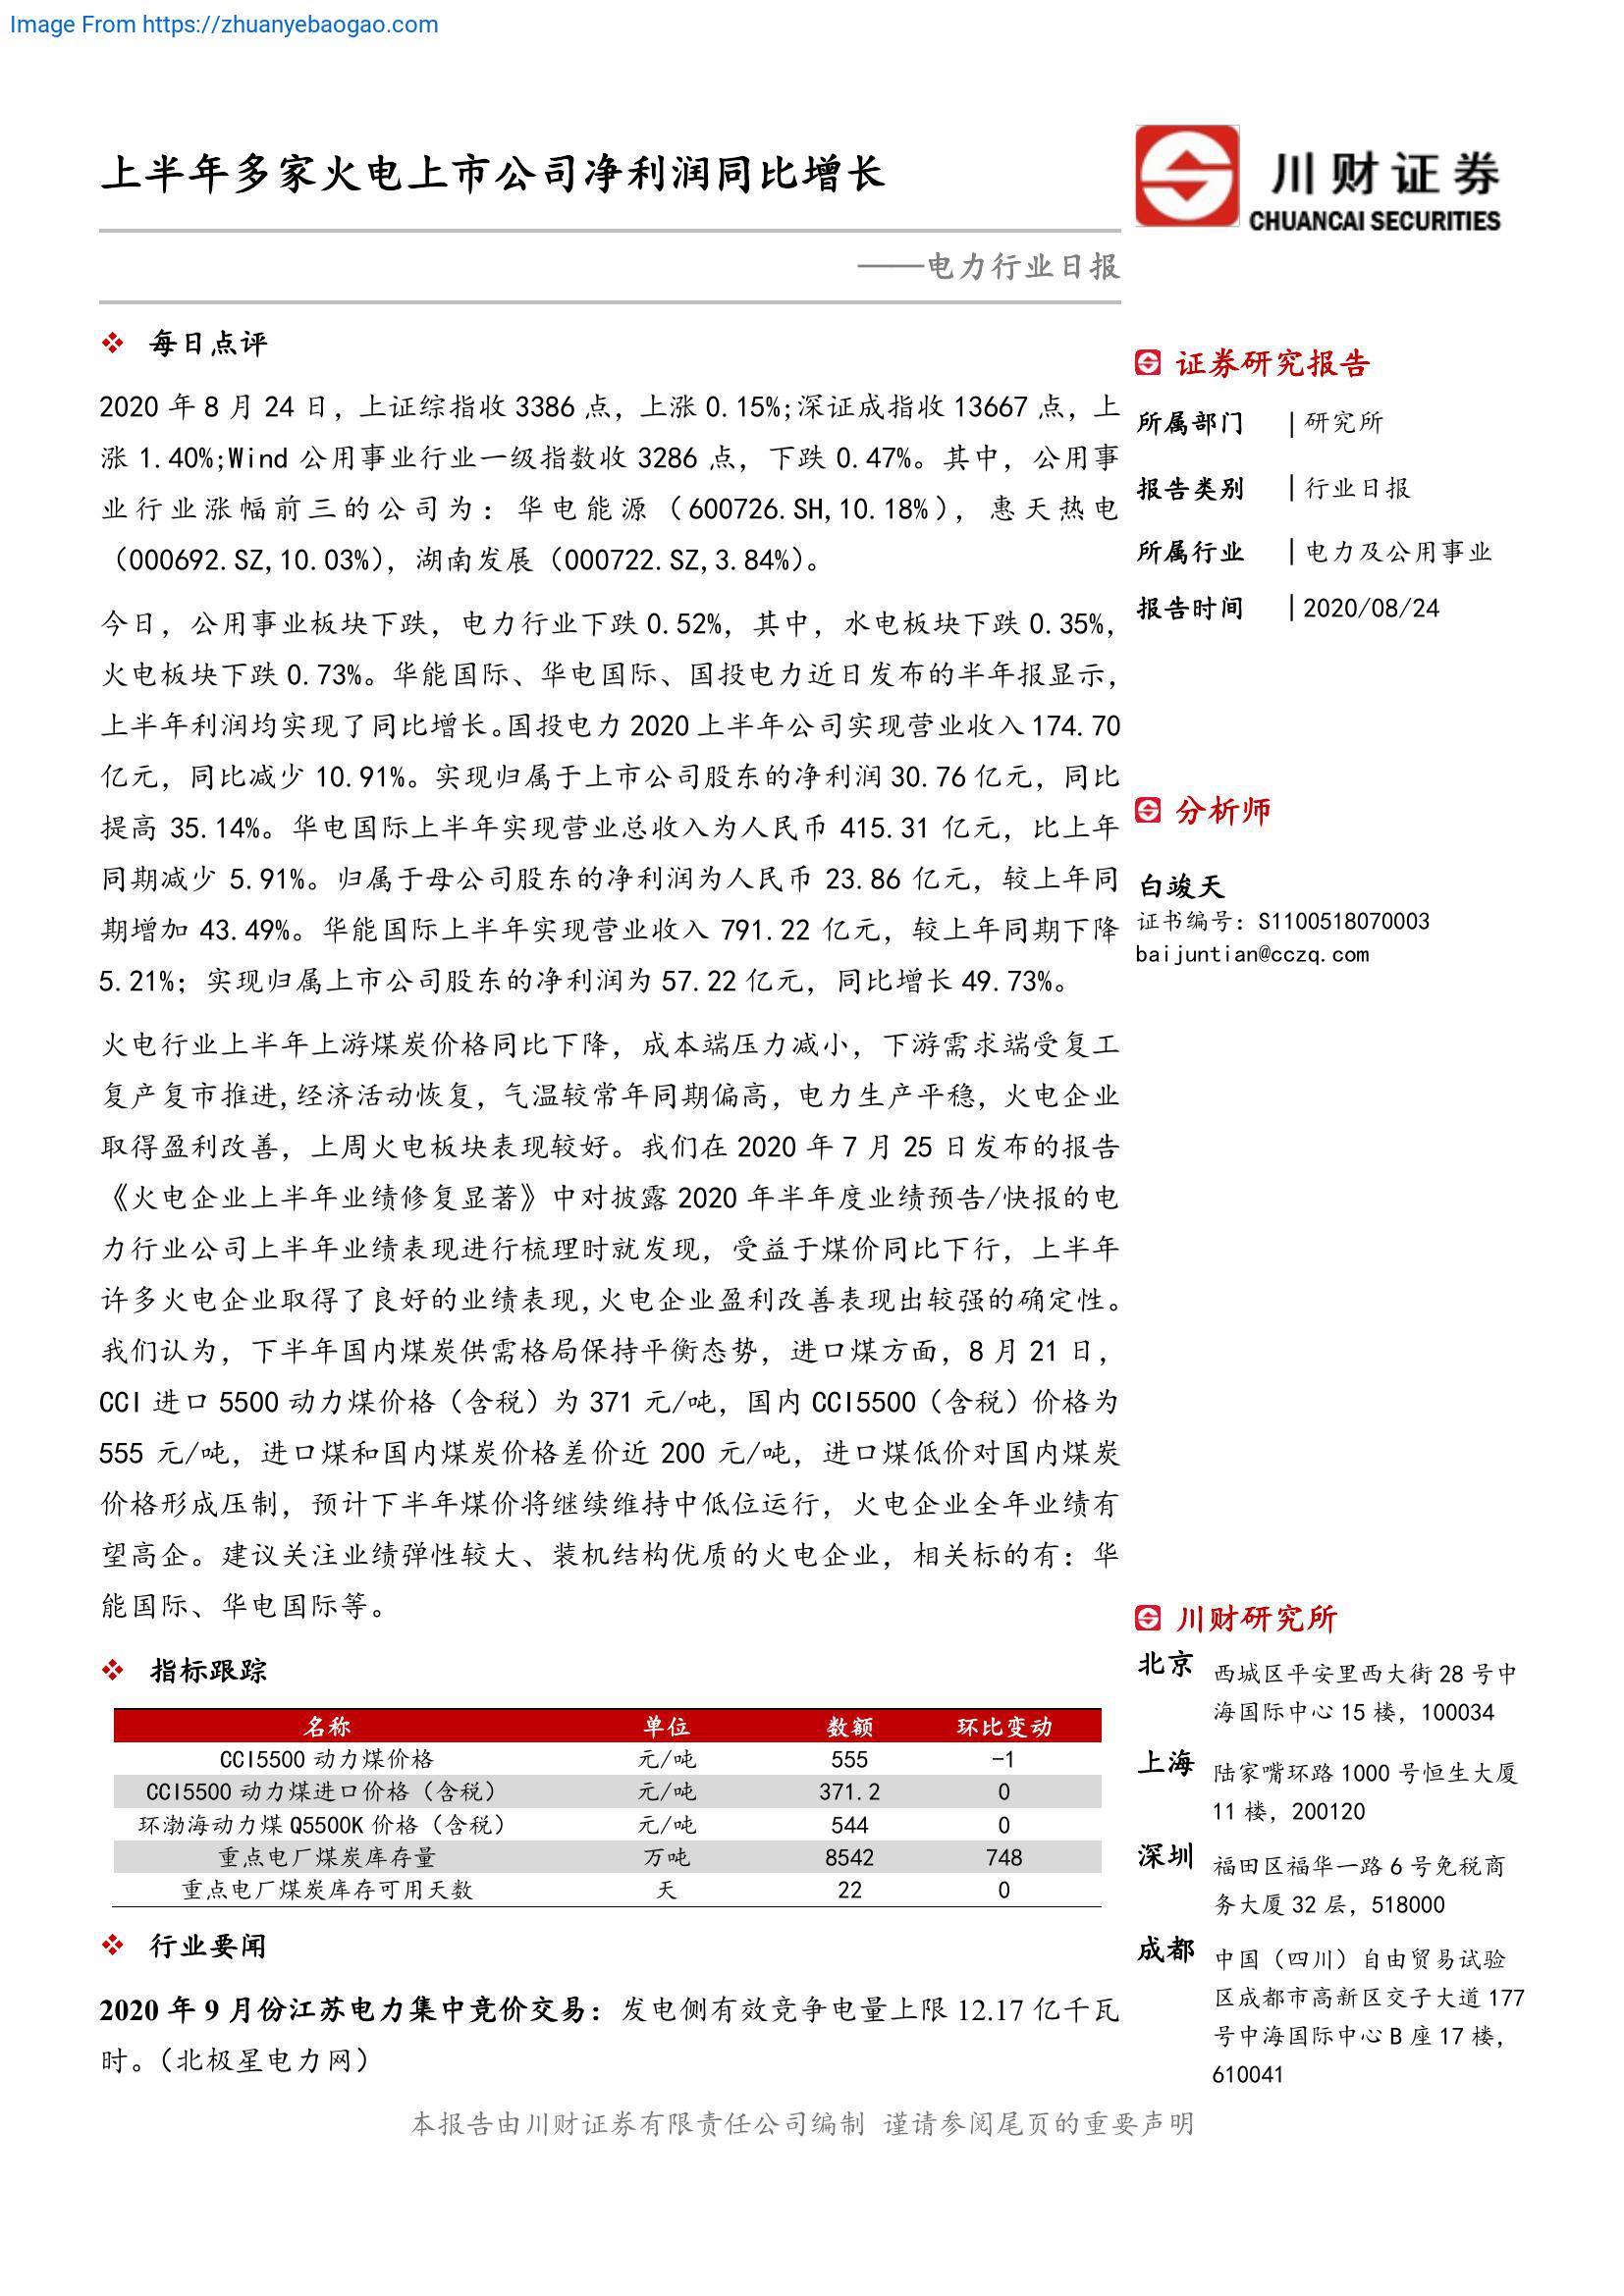 Image From https://zhuanyebaogao.com
上半年多家火电上市公司净利润同比增长
川财证券
CHUANCAI SECURITIES
——电力行业日报
每日点评
2020 年 8 月 24 日，上证综指收 3386 点，上涨 0.15%;深证成指收 13667 点，上
涨 1.40%;Wind 公用事业行业一级指数收 3286 点，下跌 0.47%。其中，公用事
业行业涨幅前三的公司为：华电能源（600726.SH,10.18%），惠天热电
（000692.SZ,10.03%），湖南发展（000722.SZ,3.84%）。
今日，公用事业板块下跌，电力行业下跌 0.52%，其中，水电板块下跌 0.35%，
火电板块下跌 0.73%。华能国际、华电国际、国投电力近日发布的半年报显示，
上半年利润均实现了同比增长。国投电力 2020 上半年公司实现营业收入 174.70
亿元，同比减少 10.91%。实现归属于上市公司股东的净利润 30.76 亿元，同比
提高 35.14%。华电国际上半年实现营业总收入为人民币 415.31 亿元，比上年
同期减少 5.91%。归属于母公司股东的净利润为人民币 23.86 亿元，较上年同
期增加 43.49%。华能国际上半年实现营业收入 791.22 亿元，较上年同期下降
5.21%；实现归属上市公司股东的净利润为 57.22 亿元，同比增长 49.73%。
火电行业上半年上游煤炭价格同比下降，成本端压力减小，下游需求端受复工
复产复市推进,经济活动恢复，气温较常年同期偏高，电力生产平稳，火电企业
取得盈利改善，上周火电板块表现较好。我们在 2020 年 7 月 25 日发布的报告
《火电企业上半年业绩修复显著》中对披露 2020 年半年度业绩预告/快报的电
力行业公司上半年业绩表现进行梳理时就发现，受益于煤价同比下行，上半年
许多火电企业取得了良好的业绩表现,火电企业盈利改善表现出较强的确定性。
我们认为，下半年国内煤炭供需格局保持平衡态势，进口煤方面，8 月 21 日，
CCI 进口 5500 动力煤价格（含税）为 371 元/吨，国内 CCI5500（含税）价格为
555 元/吨，进口煤和国内煤炭价格差价近 200 元/吨，进口煤低价对国内煤炭
价格形成压制，预计下半年煤价将继续维持中低位运行，火电企业全年业绩有
望高企。建议关注业绩弹性较大、装机结构优质的火电企业，相关标的有：华
能国际、华电国际等。
指标跟踪
名称 单位 数额 环比变动
CCI5500 动力煤价格 元/吨 555 -1
CCI5500 动力煤进口价格（含税） 元/吨 371.2 0
环渤海动力煤 Q5500K 价格（含税） 元/吨 544 0
重点电厂煤炭库存量 万吨 8542 748
重点电厂煤炭库存可用天数 天 22 0
行业要闻
2020 年 9 月份江苏电力集中竞价交易：发电侧有效竞争电量上限 12.17 亿千瓦
时。（北极星电力网）
证券研究报告
所属部门 | 研究所
报告类别 | 行业日报
所属行业 | 电力及公用事业
报告时间 | 2020/08/24
分析师
白竣天
证书编号：S1100518070003
baijuntian@cczq.com
川财研究所
北京 西城区平安里西大街 28 号中
海国际中心 15 楼，100034
上海 陆家嘴环路 1000 号恒生大厦
11 楼，200120
深圳 福田区福华一路 6 号免税商
务大厦 32 层，518000
成都 中国（四川）自由贸易试验
区成都市高新区交子大道 177
号中海国际中心 B 座 17 楼，
610041
本报告由川财证券有限责任公司编制 谨请参阅尾页的重要声明